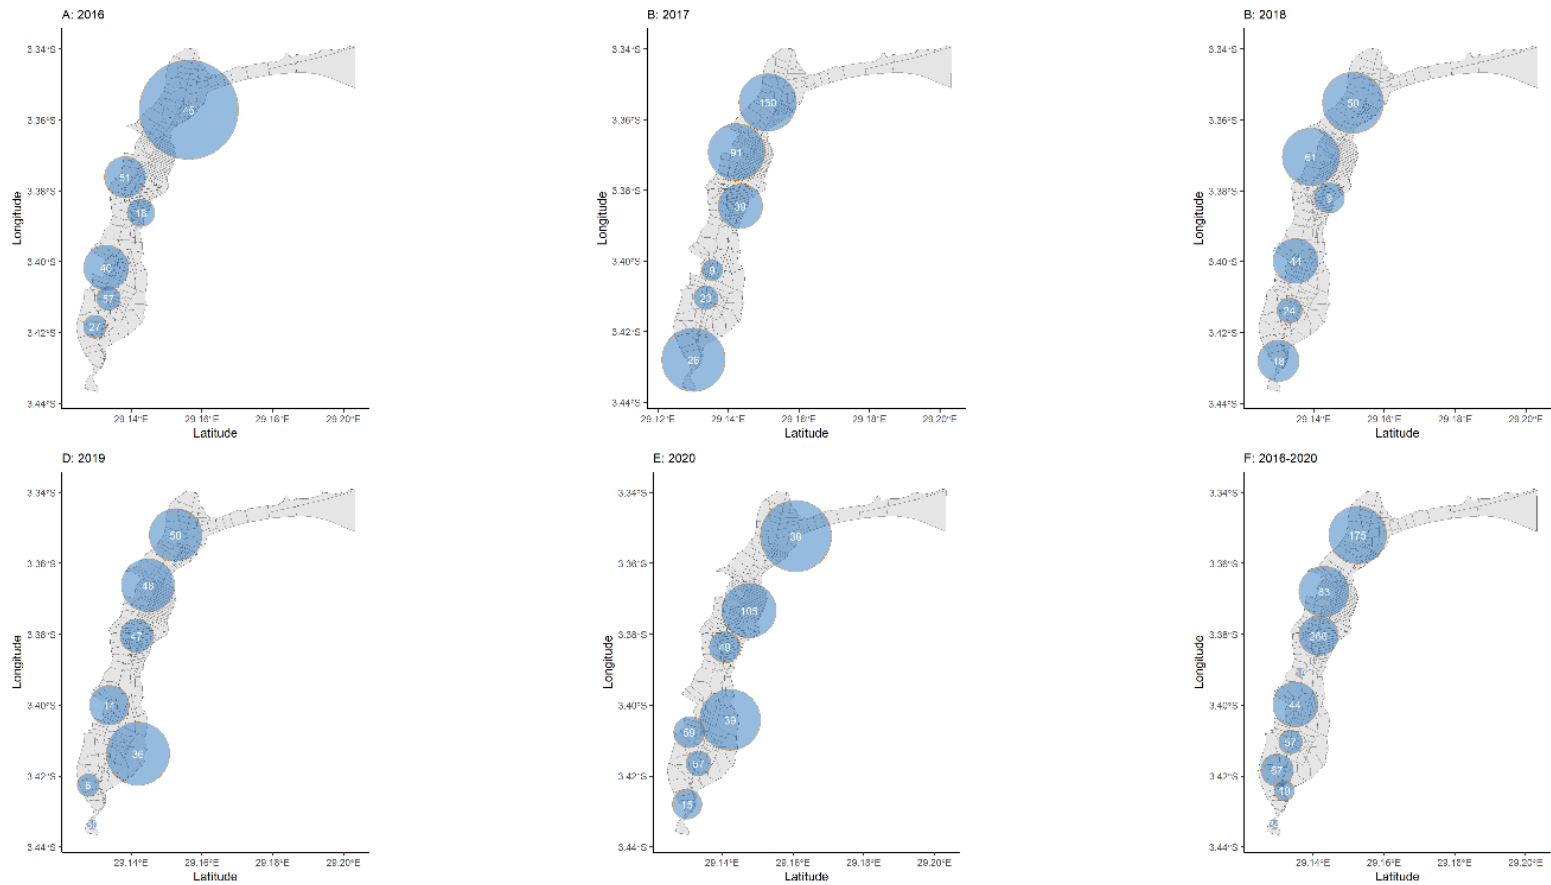 A: 2016
3.34°S
3.36°S
3.38°S
3.40°S
3.42°S
3.44°S
Longitude
51
18
40
57
27
29.14°E 29.16°E 29.18°E 29.20°E
Latitude
B: 2017
3.34°S
3.36°S
3.38°S
3.40°S
3.42°S
3.44°S
Longitude
150
91
9
23
26
29.12°E 29.14°E 29.16°E 29.18°E 29.20°E
Latitude
B: 2018
3.34°S
3.36°S
3.38°S
3.40°S
3.42°S
3.44°S
Longitude
50
61
44
24
18
29.14°E 29.16°E 29.18°E 29.20°E
Latitude
D: 2019
3.34°S
3.36°S
3.38°S
3.40°S
3.42°S
3.44°S
Longitude
50
48
47
36
29.14°E 29.16°E 29.18°E 29.20°E
Latitude
E: 2020
3.34°S
3.36°S
3.38°S
3.40°S
3.42°S
3.44°S
Longitude
105
39
59
15
29.14°E 29.16°E 29.18°E 29.20°E
Latitude
F: 2016-2020
3.34°S
3.36°S
3.38°S
3.40°S
3.42°S
3.44°S
Longitude
175
83
44
10
29.14°E 29.16°E 29.18°E 29.20°E
Latitude